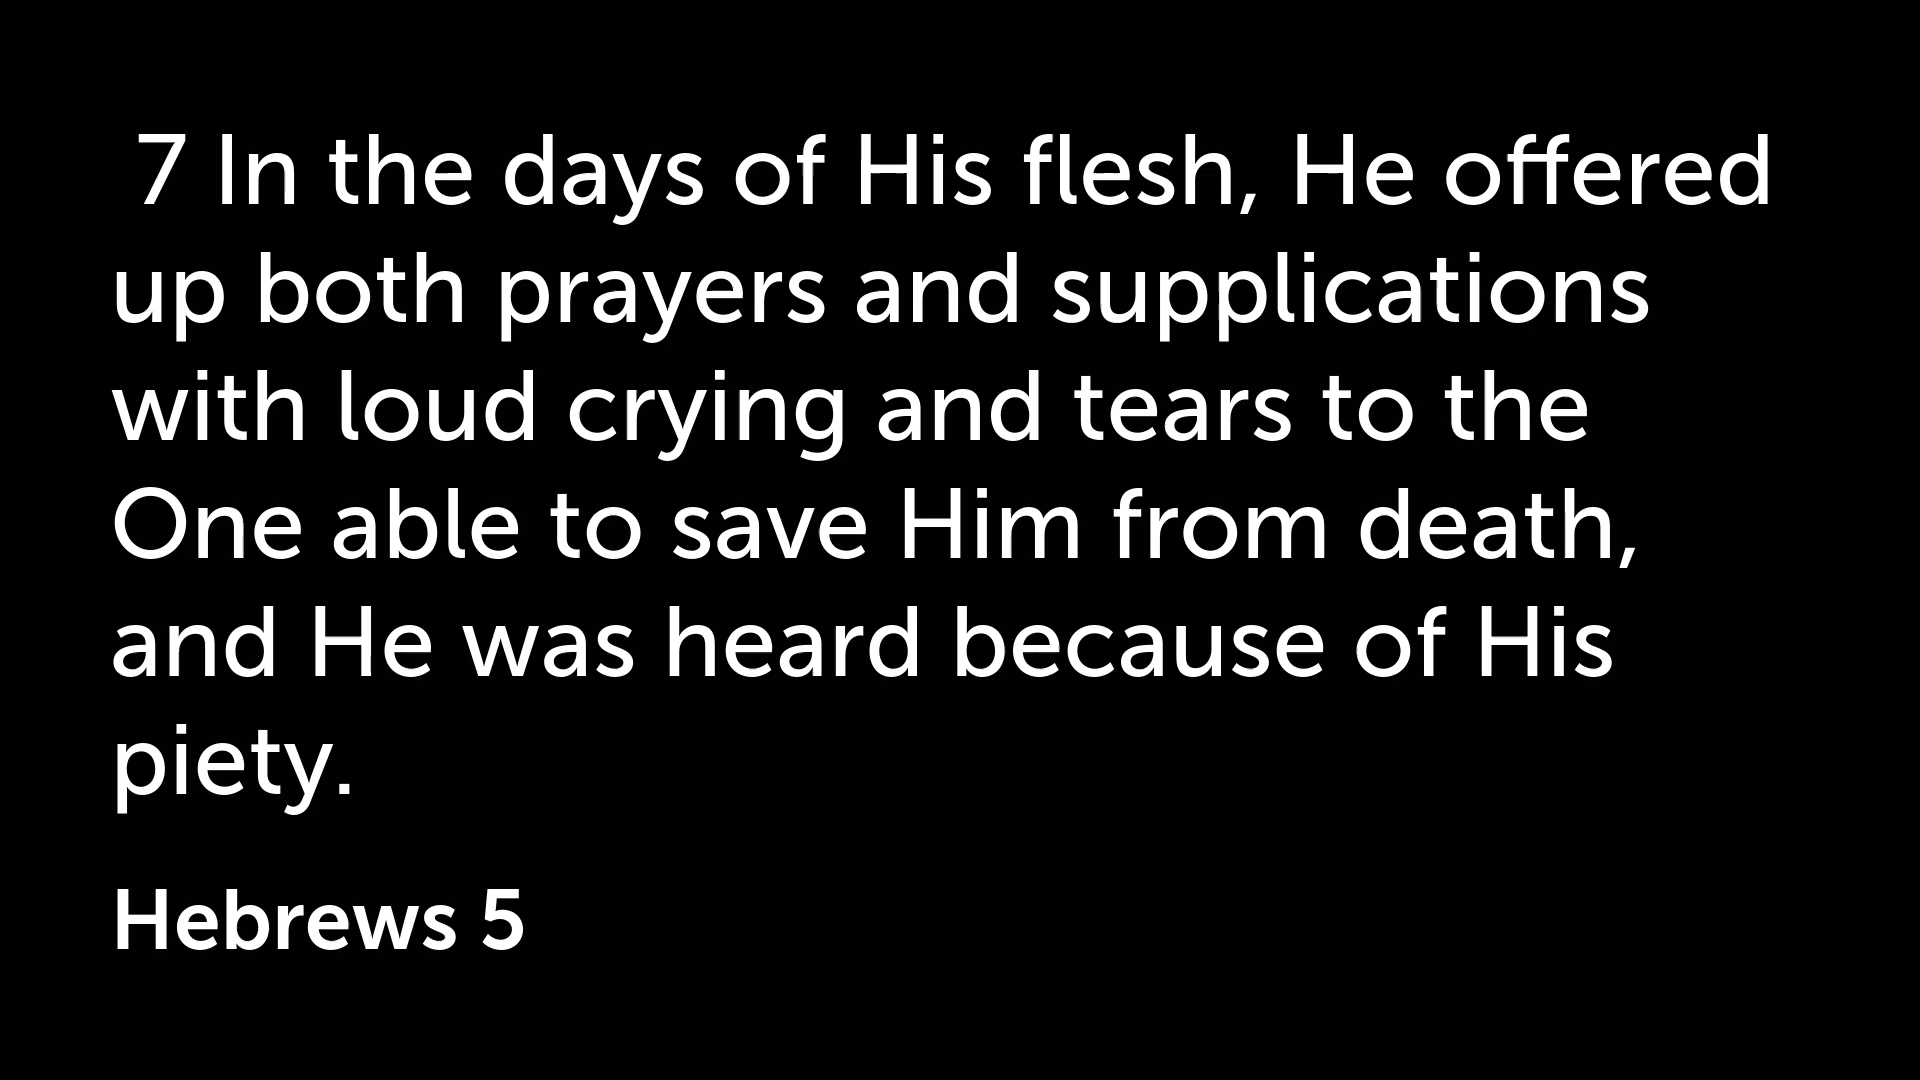 7 In the days of His flesh, He offered
up both prayers and supplications
with loud crying and tears to the
One able to save Him from death,
and He was heard because of His
piety.
Hebrews 5